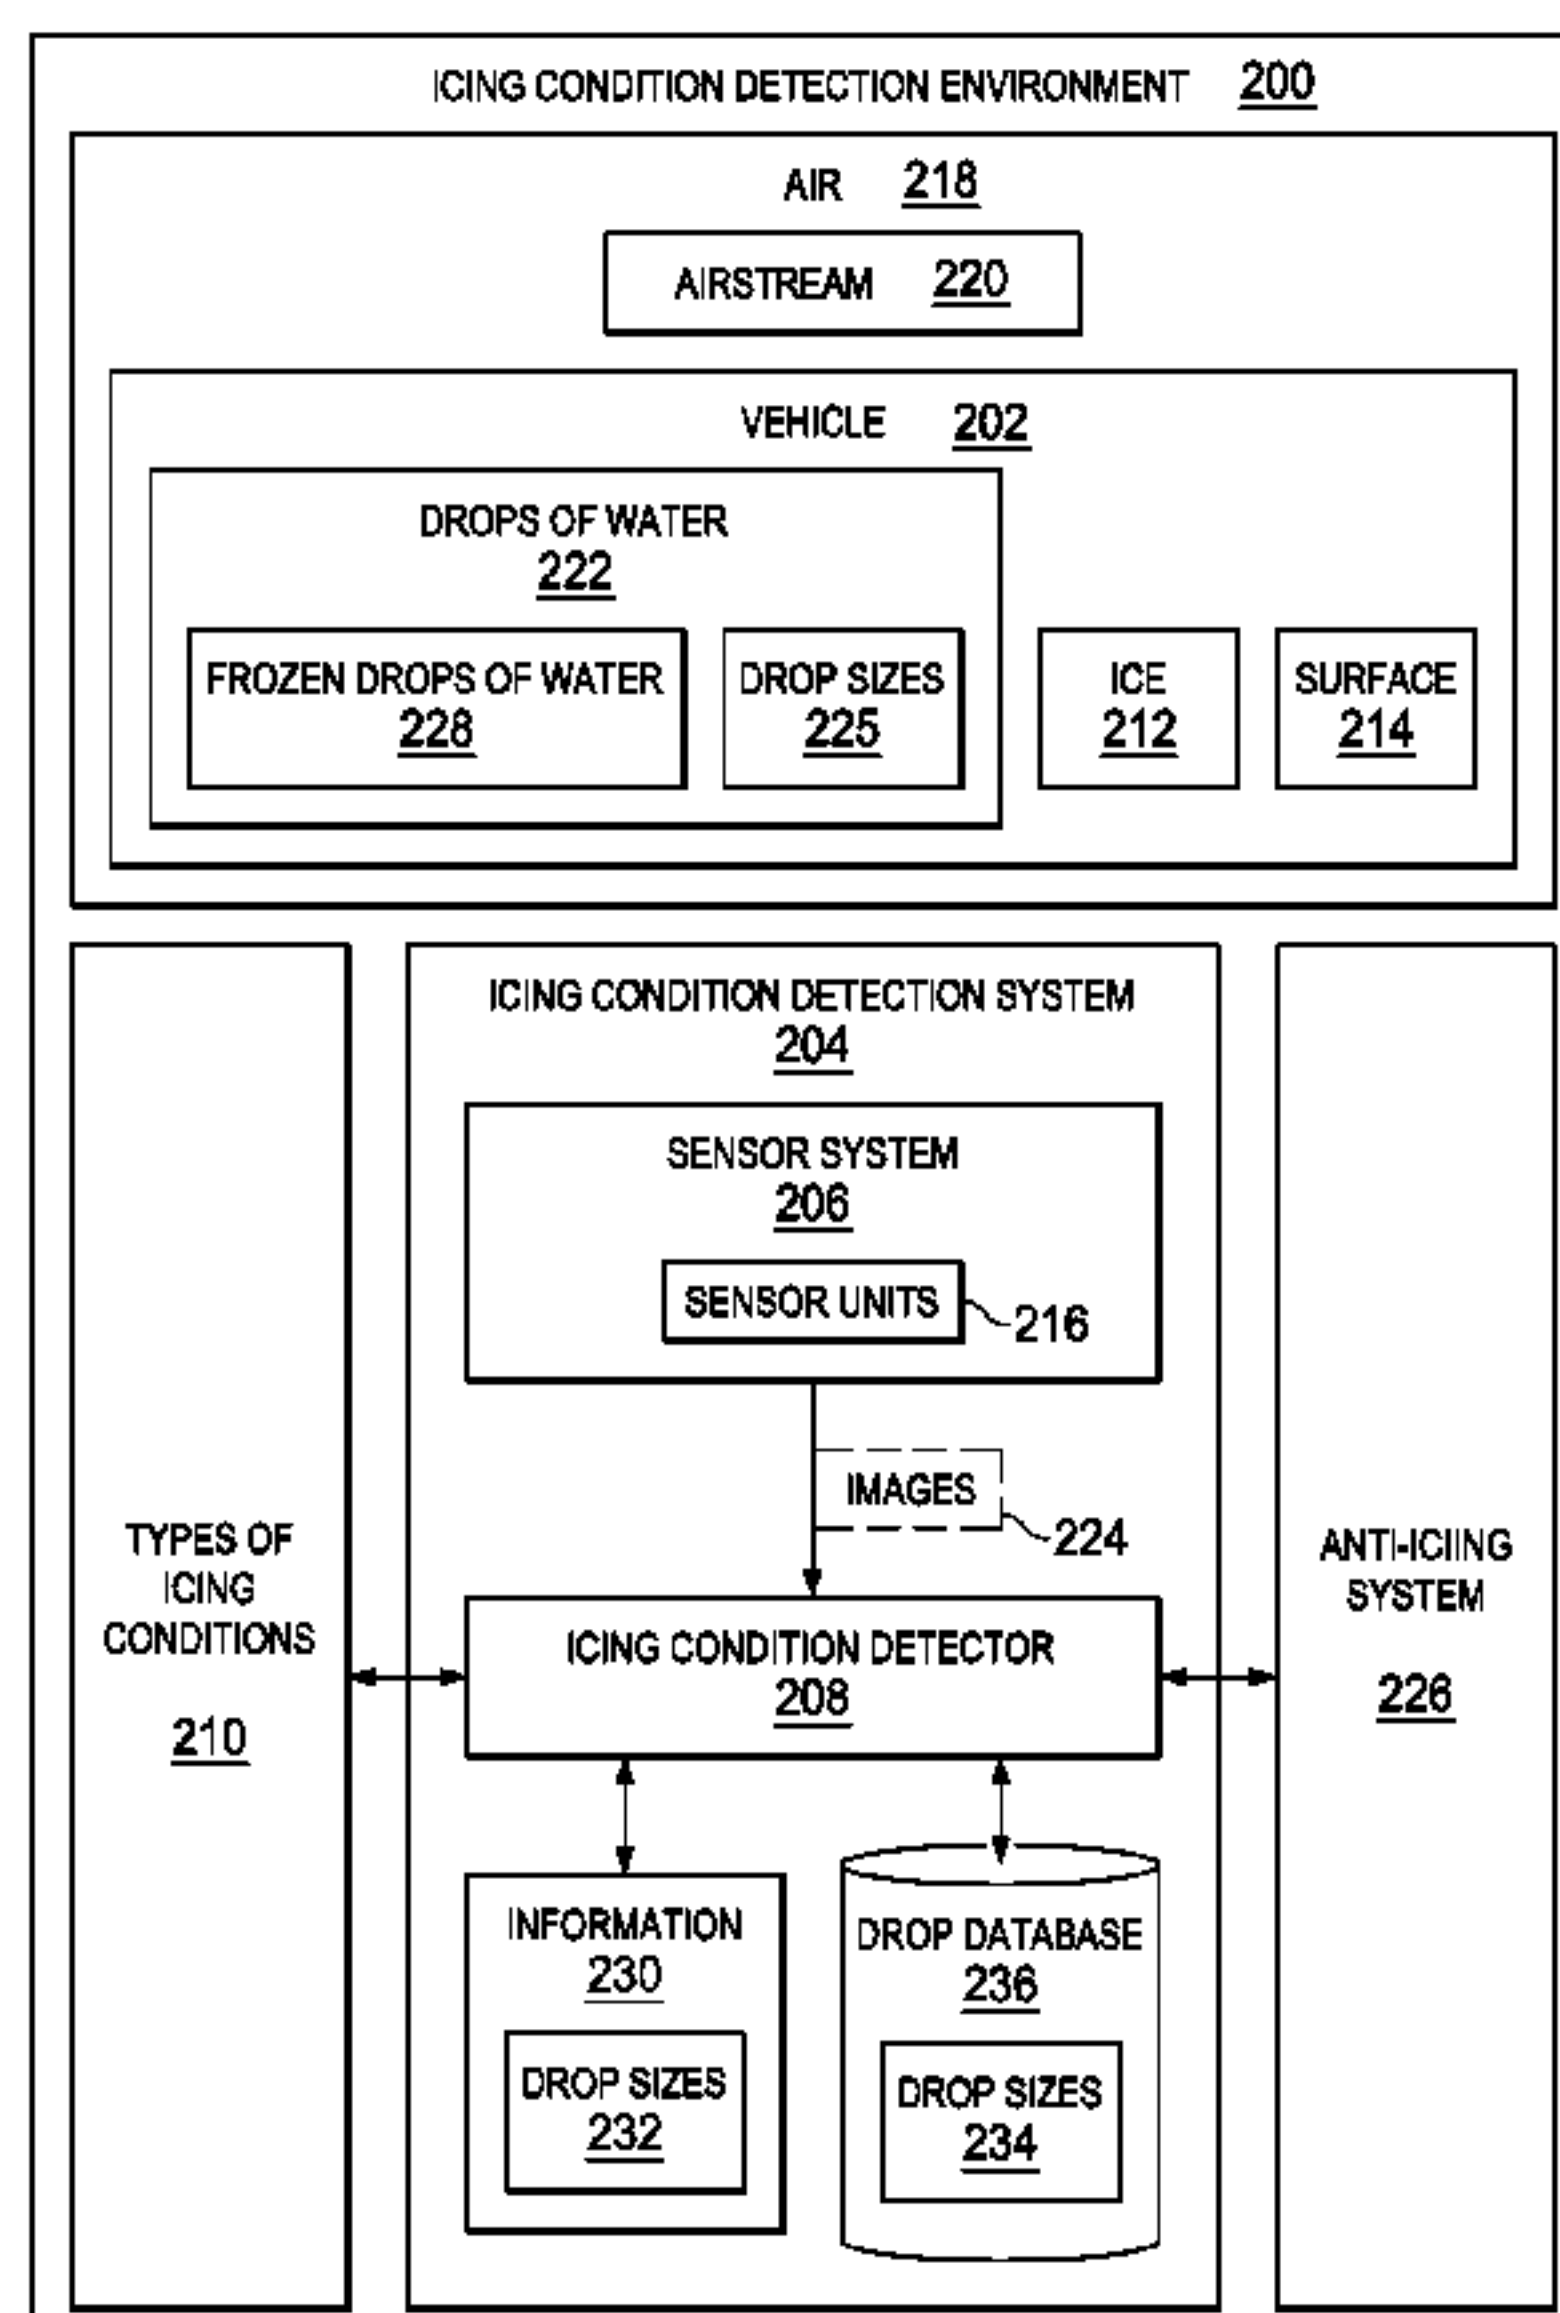 ICING CONDITION DETECTION ENVIRONMENT 200
AIR 218
AIRSTREAM 220
VEHICLE 202
DROPS OF WATER
222
FROZEN DROPS OF WATER
228
DROP SIZES
225
ICE
212
SURFACE
214
TYPES OF
ICING
CONDITIONS
210
ICING CONDITION DETECTION SYSTEM
204
SENSOR SYSTEM
206
SENSOR UNITS
216
IMAGES
224
ICING CONDITION DETECTOR
208
INFORMATION
230
DROP SIZES
232
DROP DATABASE
236
DROP SIZES
234
ANTI-ICIING
SYSTEM
226